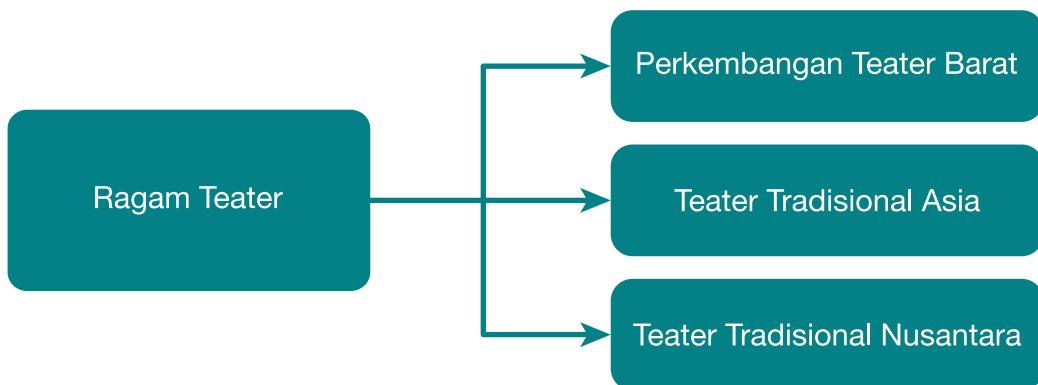 Ragam Teater
Perkembangan Teater Barat
Teater Tradisional Asia
Teater Tradisional Nusantara